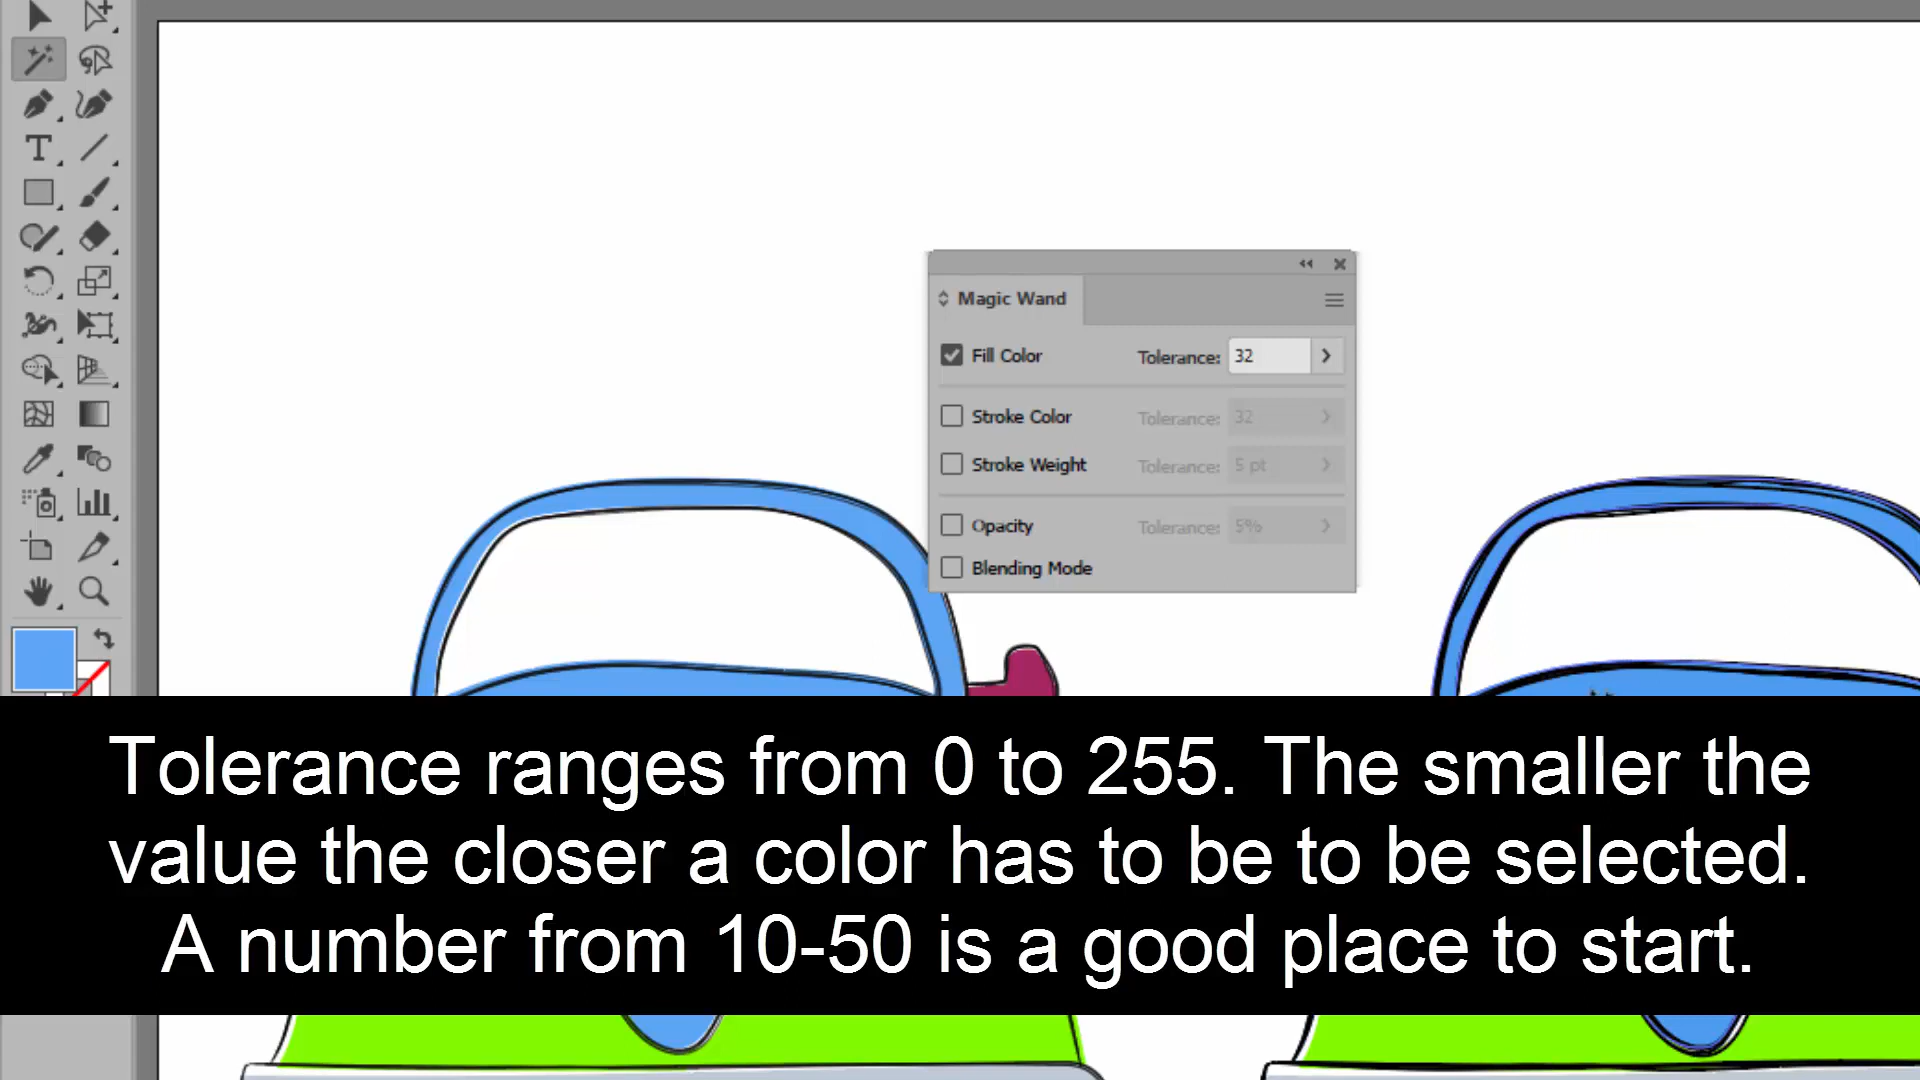 Magic Wand
Fill Color Tolerance: 32
Stroke Color Tolerance: 32
Stroke Weight Tolerance: 5 pt
Opacity Tolerance: 5%
Blending Mode
Tolerance ranges from 0 to 255. The smaller the
value the closer a color has to be to be selected.
A number from 10-50 is a good place to start.